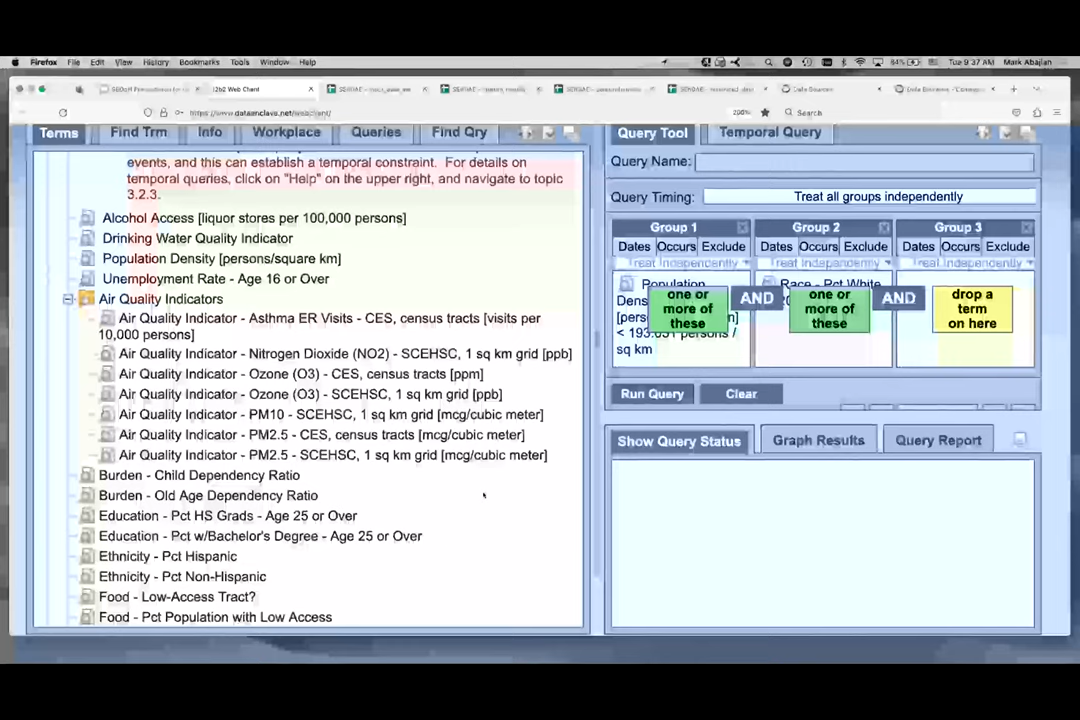 Firefox File Edit View History Bookmarks Tools Window Help
84% Tue 9:37 AM Mark Abajian
i2b2 Web Client
200% Search
Terms Find Trm Info Workplace Queries Find Qry
events, and this can establish a temporal constraint. For details on
temporal queries, click on "Help" on the upper right, and navigate to topic
3.2.3.
Alcohol Access [liquor stores per 100,000 persons]
Drinking Water Quality Indicator
Population Density [persons/square km]
Unemployment Rate - Age 16 or Over
Air Quality Indicators
Air Quality Indicator - Asthma ER Visits - CES, census tracts [visits per
10,000 persons]
Air Quality Indicator - Nitrogen Dioxide (NO2) - SCEHSC, 1 sq km grid [ppb]
Air Quality Indicator - Ozone (O3) - CES, census tracts [ppm]
Air Quality Indicator - Ozone (O3) - SCEHSC, 1 sq km grid [ppb]
Air Quality Indicator - PM10 - SCEHSC, 1 sq km grid [mcg/cubic meter]
Air Quality Indicator - PM2.5 - CES, census tracts [mcg/cubic meter]
Air Quality Indicator - PM2.5 - SCEHSC, 1 sq km grid [mcg/cubic meter]
Burden - Child Dependency Ratio
Burden - Old Age Dependency Ratio
Education - Pct HS Grads - Age 25 or Over
Education - Pct w/Bachelor's Degree - Age 25 or Over
Ethnicity - Pct Hispanic
Ethnicity - Pct Non-Hispanic
Food - Low-Access Tract?
Food - Pct Population with Low Access
Query Tool Temporal Query
Query Name:
Query Timing: Treat all groups independently
Group 1 Group 2 Group 3
Dates Occurs Exclude Dates Occurs Exclude Dates Occurs Exclude
Treat Independently Treat Independently Treat Independently
Population
Race - Pct White
one or
more of
these
AND
one or
more of
these
AND
drop a
term
on here
sq km
Run Query Clear
Show Query Status Graph Results Query Report